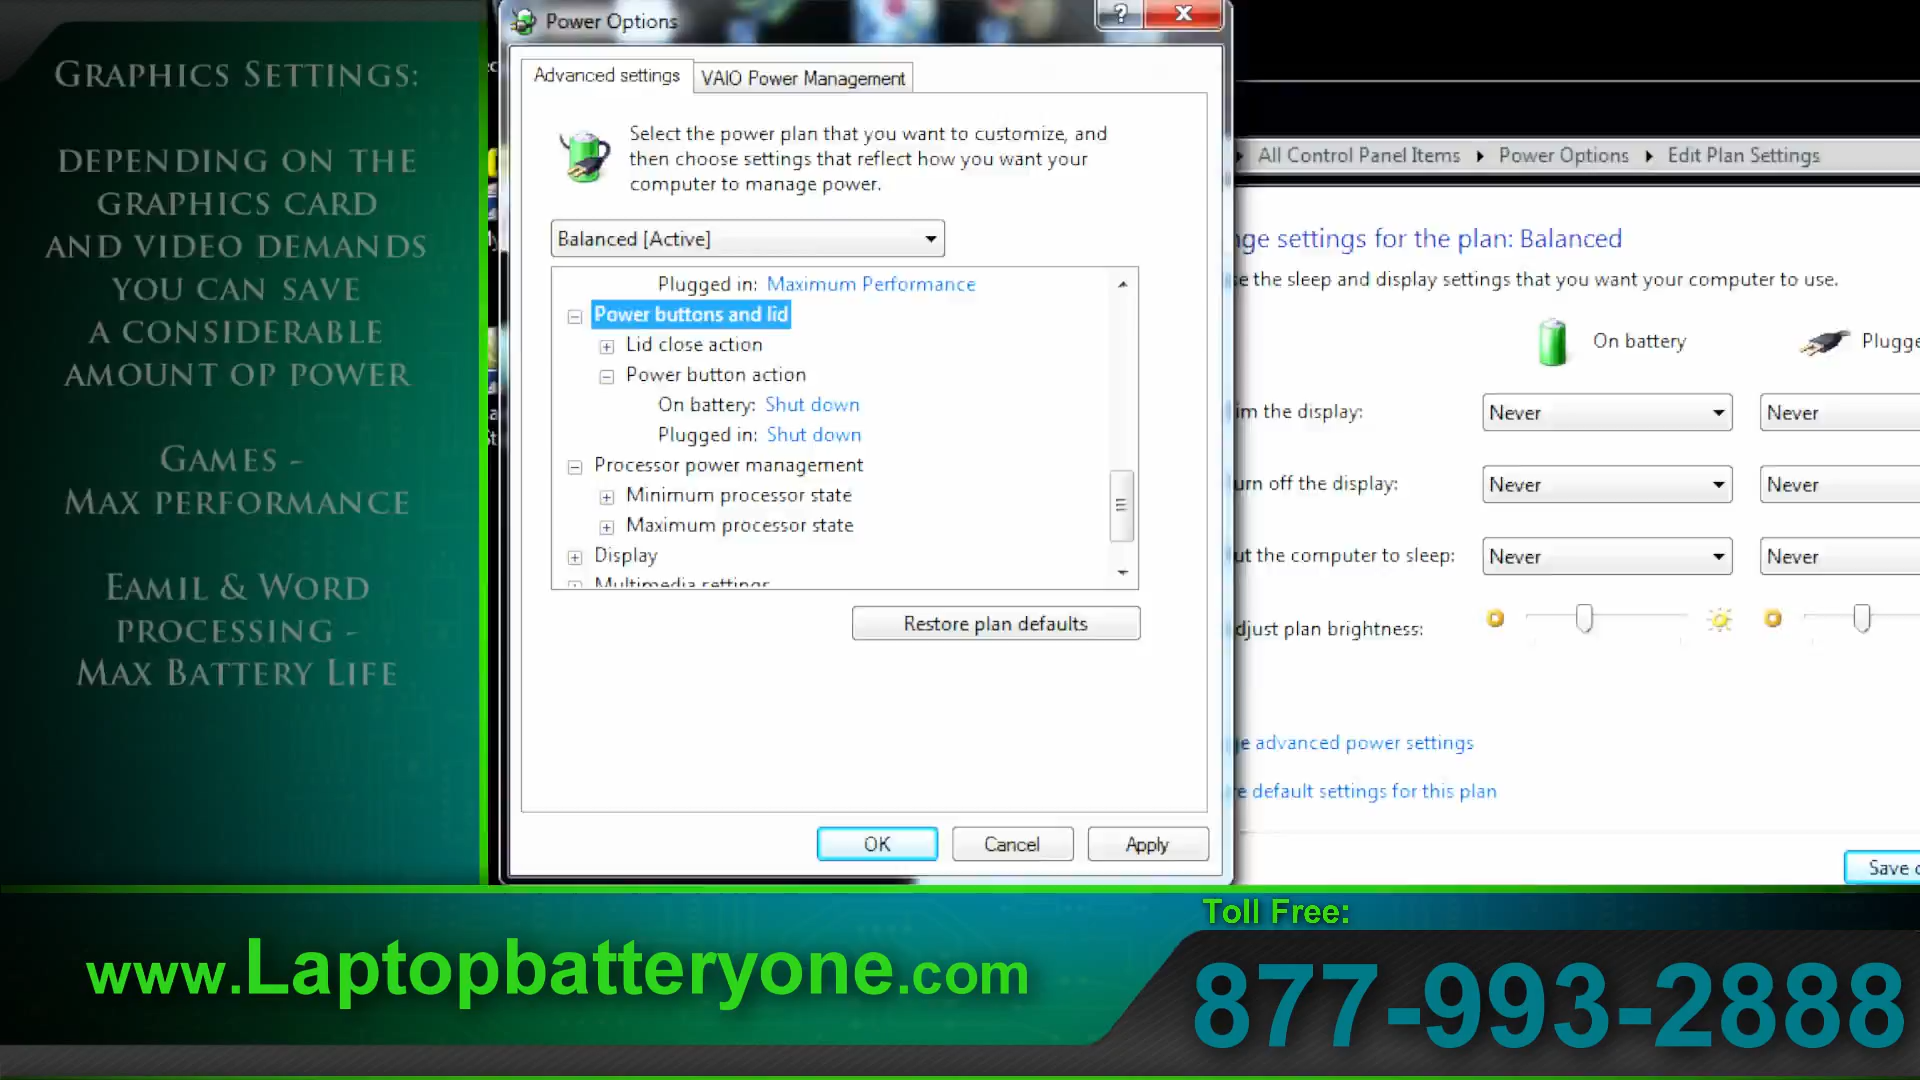 Graphics Settings:
depending on the
graphics card
and video demands
you can save
a considerable
amount op power
Games -
Max performance
Eamil & Word
processing -
Max Battery Life
Power Options
?
Advanced settings
VAIO Power Management
Select the power plan that you want to customize, and
then choose settings that reflect how you want your
computer to manage power.
Balanced [Active]
Plugged in: Maximum Performance
Power buttons and lid
Lid close action
Power button action
On battery: Shut down
Plugged in: Shut down
Processor power management
Minimum processor state
Maximum processor state
Display
Multimedia settings
Restore plan defaults
OK
Cancel
Apply
All Control Panel Items
Power Options
Edit Plan Settings
nge settings for the plan: Balanced
se the sleep and display settings that you want your computer to use.
On battery
Plugge
im the display:
Never
Never
urn off the display:
Never
Never
ut the computer to sleep:
Never
Never
djust plan brightness:
ge advanced power settings
re default settings for this plan
Save c
www.Laptopbatteryone.com
Toll Free:
877-993-2888